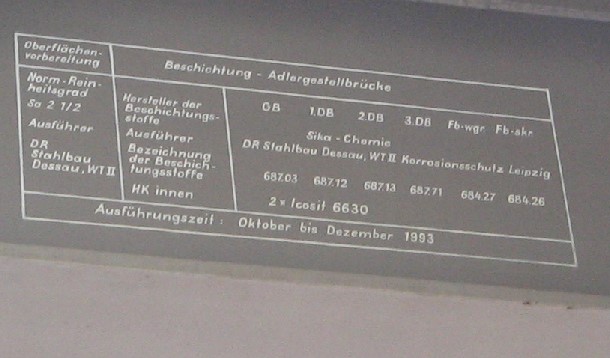 Oberflächen-
vorbereitung
Beschichtung - Adlergestellbrücke
Norm-Rein-
heitsgrad
Sa 2 1/2
Ausführer
DR
Stahlbau
Dessau, WT II
Hersteller der
Beschichtungs-
stoffe
Ausführer
Bezeichnung
der Beschich-
tungsstoffe
HK innen
GB 1.DB 2.DB 3.DB Fb-wgr Fb-skr
Sika - Chemie
DR Stahlbau Dessau, WT II Korrosionsschutz Leipzig
687.03 687.12 687.13 687.71 684.27 684.26
2 x Icosit 6630
Ausführungszeit : Oktober bis Dezember 1993